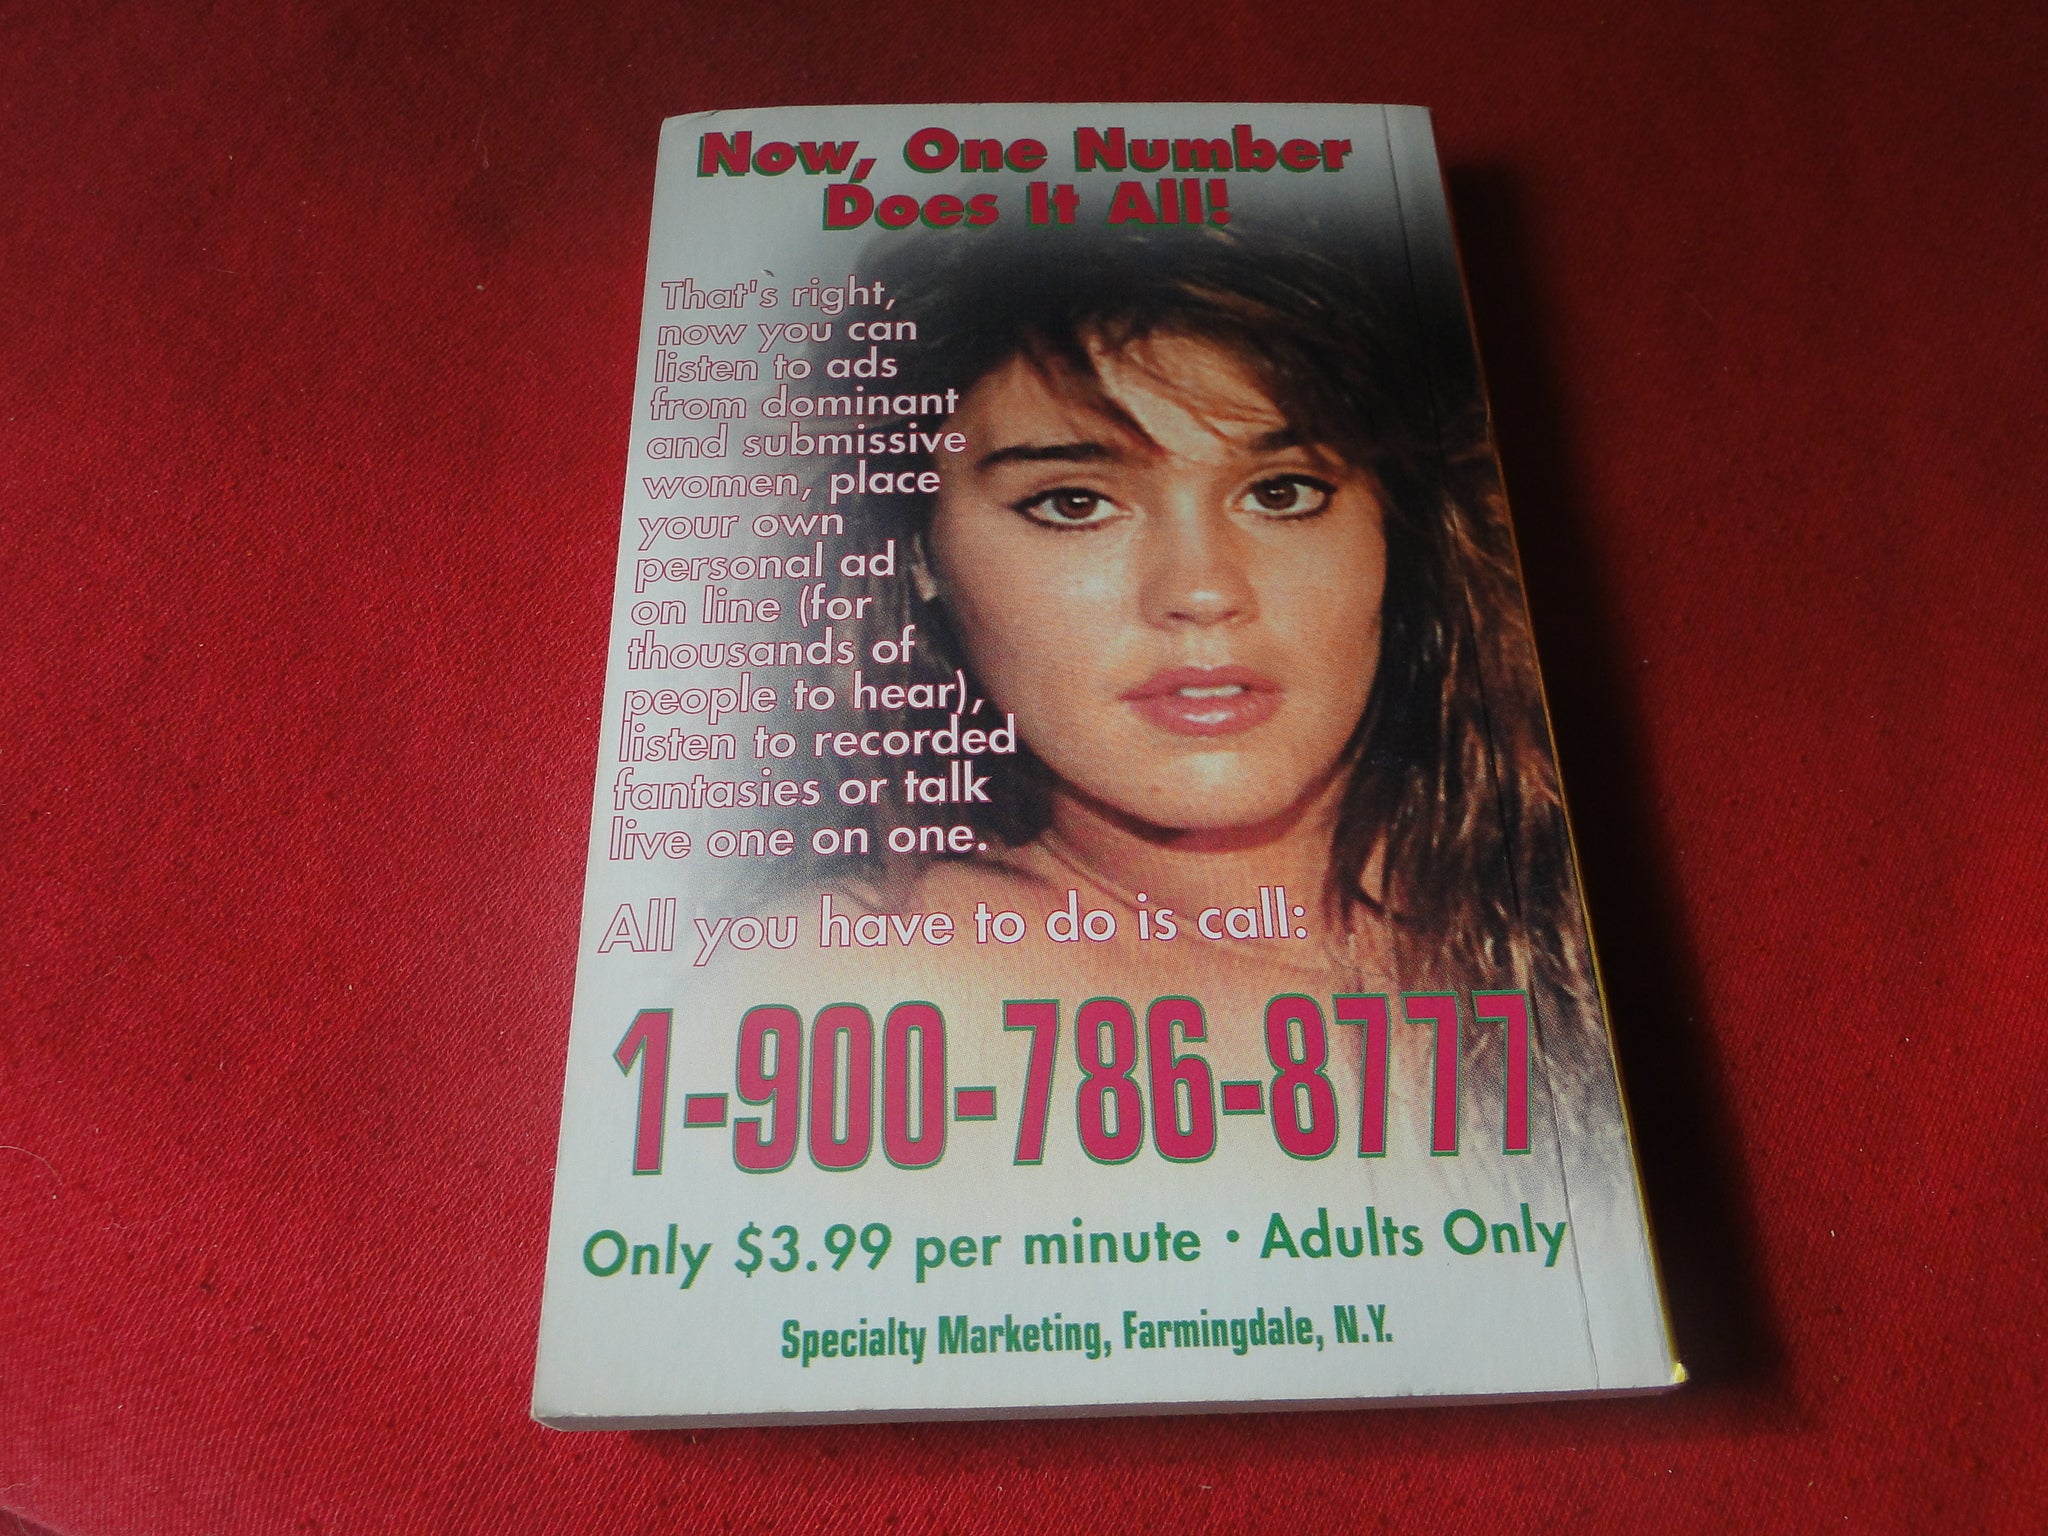 Now, One Number
Does It All!
That's right,
now you can
listen to ads
from dominant
and submissive
women, place
your own
personal ad
on line (for
thousands of
people to hear),
listen to recorded
fantasies or talk
live one on one.
All you have to do is call:
1-900-786-8777
Only $3.99 per minute • Adults Only
Specialty Marketing, Farmingdale, N.Y.